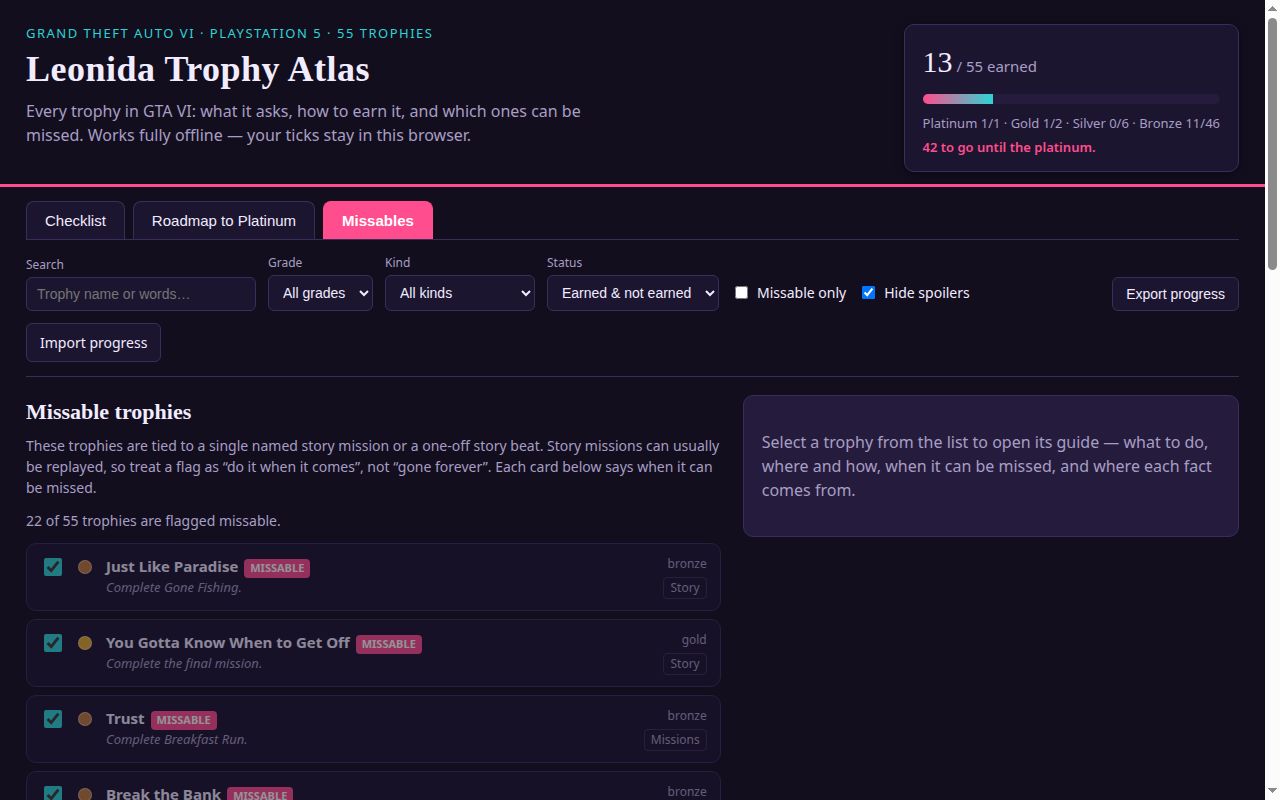 GRAND THEFT AUTO VI · PLAYSTATION 5 · 55 TROPHIES
Leonida Trophy Atlas
Every trophy in GTA VI: what it asks, how to earn it, and which ones can be
missed. Works fully offline — your ticks stay in this browser.
13 / 55 earned
Platinum 1/1 · Gold 1/2 · Silver 0/6 · Bronze 11/46
42 to go until the platinum.
Checklist
Roadmap to Platinum
Missables
Search
Grade
Kind
Status
Trophy name or words…
All grades
All kinds
Earned & not earned
Missable only
Hide spoilers
Export progress
Import progress
Missable trophies
These trophies are tied to a single named story mission or a one-off story beat. Story missions can usually
be replayed, so treat a flag as “do it when it comes”, not “gone forever”. Each card below says when it can
be missed.
22 of 55 trophies are flagged missable.
Just Like Paradise MISSABLE
Complete Gone Fishing.
bronze
Story
You Gotta Know When to Get Off MISSABLE
Complete the final mission.
gold
Story
Trust MISSABLE
Complete Breakfast Run.
bronze
Missions
Break the Bank MISSABLE
bronze
Select a trophy from the list to open its guide — what to do,
where and how, when it can be missed, and where each fact
comes from.